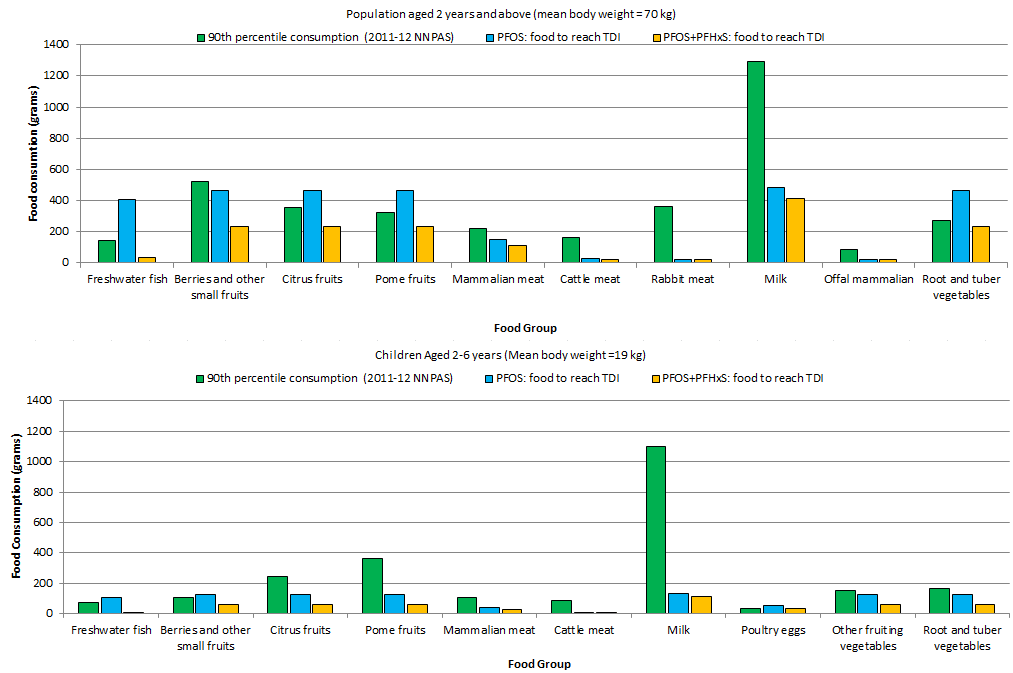 Population aged 2 years and above (mean body weight = 70 kg)
90th percentile consumption (2011-12 NNPAS) PFOS: food to reach TDI PFOS+PFHxS: food to reach TDI
Food consumtion (grams)
1400
1200
1000
800
600
400
200
0
Freshwater fish Berries and other small fruits Citrus fruits Pome fruits Mammalian meat Cattle meat Rabbit meat Milk Offal mammalian Root and tuber vegetables
Food Group
Children Aged 2-6 years (Mean body weight =19 kg)
90th percentile consumption (2011-12 NNPAS) PFOS: food to reach TDI PFOS+PFHxS: food to reach TDI
Food Consumption (grams)
1400
1200
1000
800
600
400
200
0
Freshwater fish Berries and other small fruits Citrus fruits Pome fruits Mammalian meat Cattle meat Milk Poultry eggs Other fruiting vegetables Root and tuber vegetables
Food Group